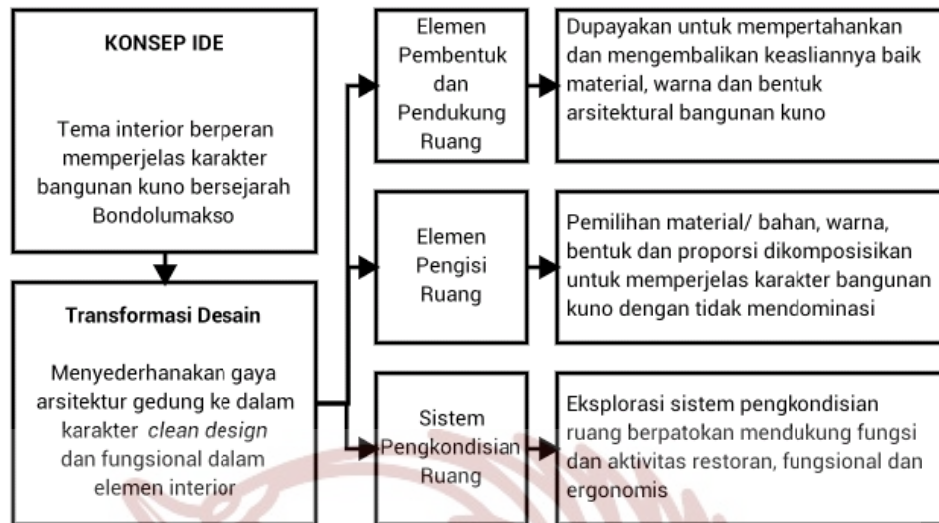 KONSEP IDE
Tema interior berperan
memperjelas karakter
bangunan kuno bersejarah
Bondolumakso
Transformasi Desain
Menyederhanakan gaya
arsitektur gedung ke dalam
karakter clean design
dan fungsional dalam
elemen interior
Elemen
Pembentuk
dan
Pendukung
Ruang
Dupayakan untuk mempertahankan
dan mengembalikan keasliannya baik
material, warna dan bentuk
arsitektural bangunan kuno
Elemen
Pengisi
Ruang
Pemilihan material/ bahan, warna,
bentuk dan proporsi dikomposisikan
untuk memperjelas karakter bangunan
kuno dengan tidak mendominasi
Sistem
Pengkondisian
Ruang
Eksplorasi sistem pengkondisian
ruang berpatokan mendukung fungsi
dan aktivitas restoran, fungsional dan
ergonomis